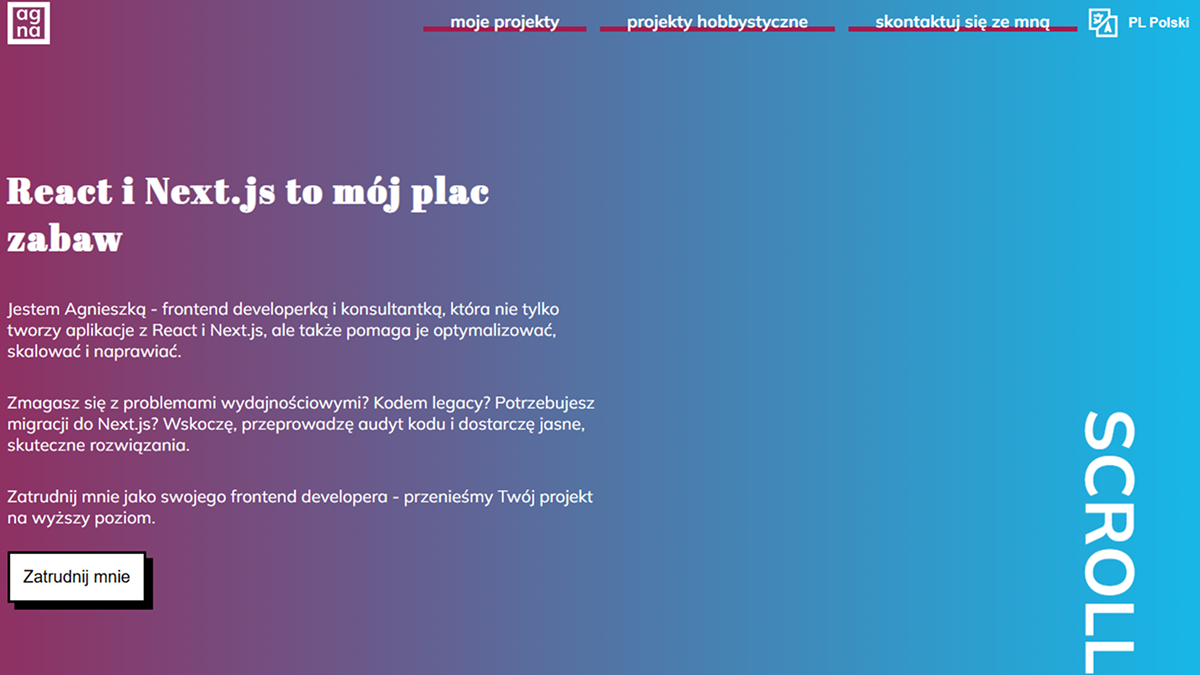 ag
na
moje projekty
projekty hobbystyczne
skontaktuj się ze mną
PL Polski
React i Next.js to mój plac
zabaw
Jestem Agnieszką - frontend developerką i konsultantką, która nie tylko
tworzy aplikacje z React i Next.js, ale także pomaga je optymalizować,
skalować i naprawiać.
Zmagasz się z problemami wydajnościowymi? Kodem legacy? Potrzebujesz
migracji do Next.js? Wskoczę, przeprowadzę audyt kodu i dostarczę jasne,
skuteczne rozwiązania.
Zatrudnij mnie jako swojego frontend developera - przenieśmy Twój projekt
na wyższy poziom.
Zatrudnij mnie
SCROLL